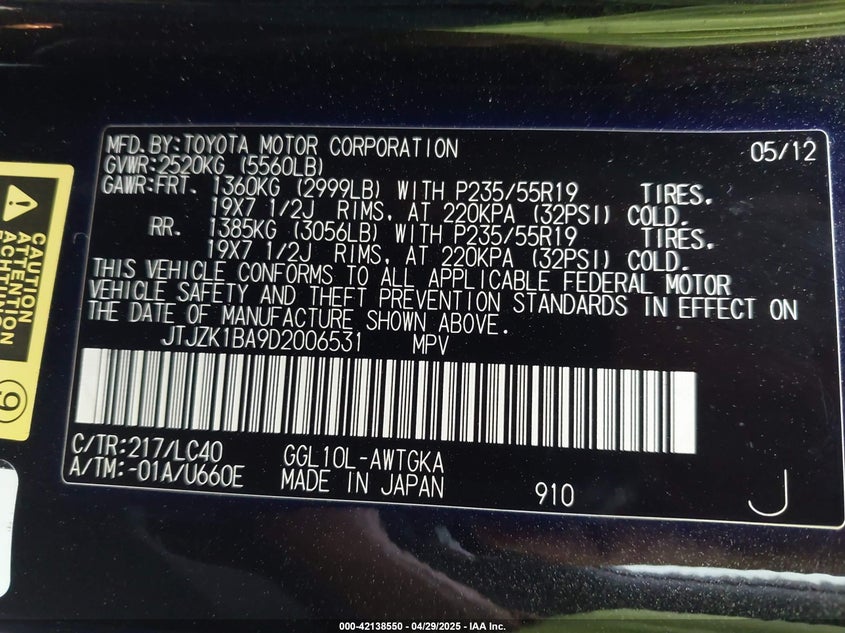 MFD.BY:TOYOTA MOTOR CORPORATION 05/12
GVWR:2520KG (5560LB)
GAWR:FRT. 1360KG (2999LB) WITH P235/55R19 TIRES.
19X7 1/2J RIMS. AT 220KPA (32PSI) COLD.
RR. 1385KG (3056LB) WITH P235/55R19 TIRES.
19X7 1/2J RIMS. AT 220KPA (32PSI) COLD.
THIS VEHICLE CONFORMS TO ALL APPLICABLE FEDERAL MOTOR
VEHICLE SAFETY AND THEFT PREVENTION STANDARDS IN EFFECT ON
THE DATE OF MANUFACTURE SHOWN ABOVE.
JTJZK1BA9D2006531 MPV
C/TR:217/LC40 GGL10L-AWTGKA
A/TM:-01A/U660E MADE IN JAPAN 910 J
CAUTION
ATTENTION
ACHTUNG
9
000-42138550 - 04/29/2025 - IAA Inc.